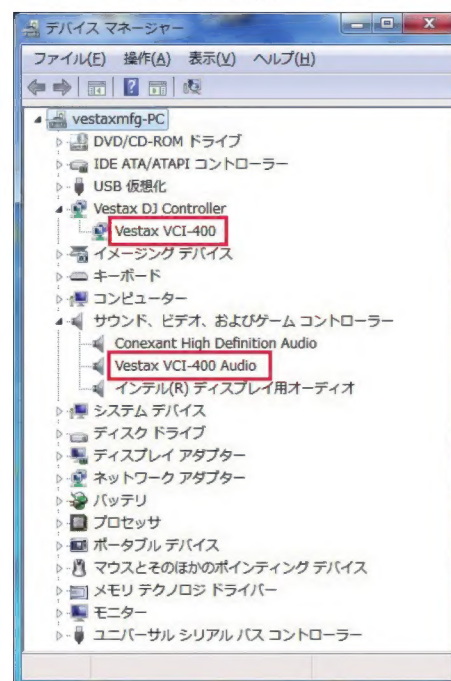 デバイス マネージャー
ファイル(F) 操作(A) 表示(V) ヘルプ(H)
vestaxmfg-PC
DVD/CD-ROM ドライブ
IDE ATA/ATAPI コントローラー
USB 仮想化
Vestax DJ Controller
Vestax VCI-400
イメージング デバイス
キーボード
コンピューター
サウンド、ビデオ、およびゲーム コントローラー
Conexant High Definition Audio
Vestax VCI-400 Audio
インテル(R) ディスプレイ用オーディオ
システム デバイス
ディスク ドライブ
ディスプレイ アダプター
ネットワーク アダプター
バッテリ
プロセッサ
ポータブル デバイス
マウスとそのほかのポインティング デバイス
メモリ テクノロジ ドライバー
モニター
ユニバーサル シリアル バス コントローラー